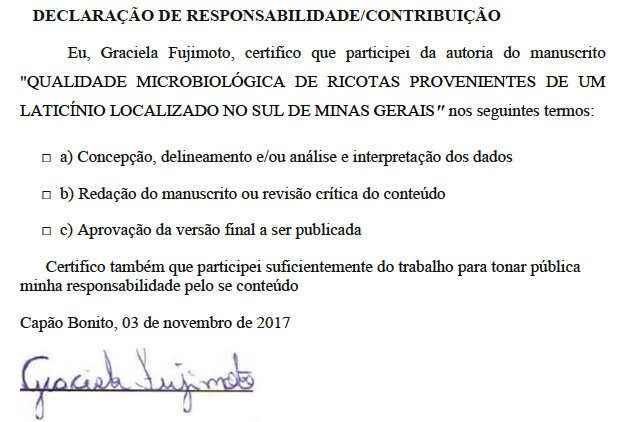 DECLARAÇÃO DE RESPONSABILIDADE/CONTRIBUIÇÃO
Eu, Graciela Fujimoto, certifico que participei da autoria do manuscrito
"QUALIDADE MICROBIOLÓGICA DE RICOTAS PROVENIENTES DE UM
LATICÍNIO LOCALIZADO NO SUL DE MINAS GERAIS" nos seguintes termos:
□ a) Concepção, delineamento e/ou análise e interpretação dos dados
□ b) Redação do manuscrito ou revisão crítica do conteúdo
□ c) Aprovação da versão final a ser publicada
Certifico também que participei suficientemente do trabalho para tonar pública
minha responsabilidade pelo se conteúdo
Capão Bonito, 03 de novembro de 2017
Graciela Fujimoto